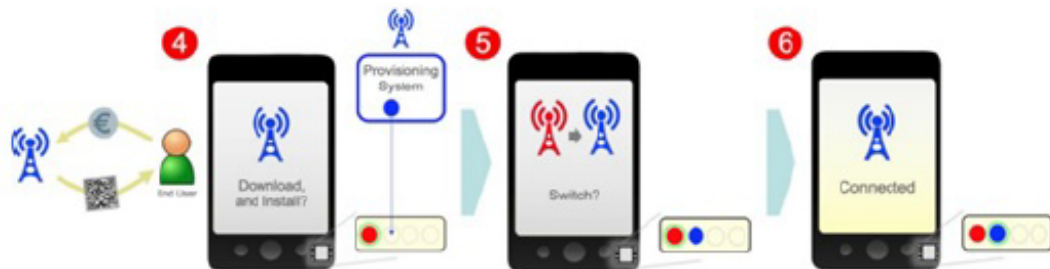 4
5
6
Provisioning
System
€
End User
Download,
and Install?
Switch?
Connected